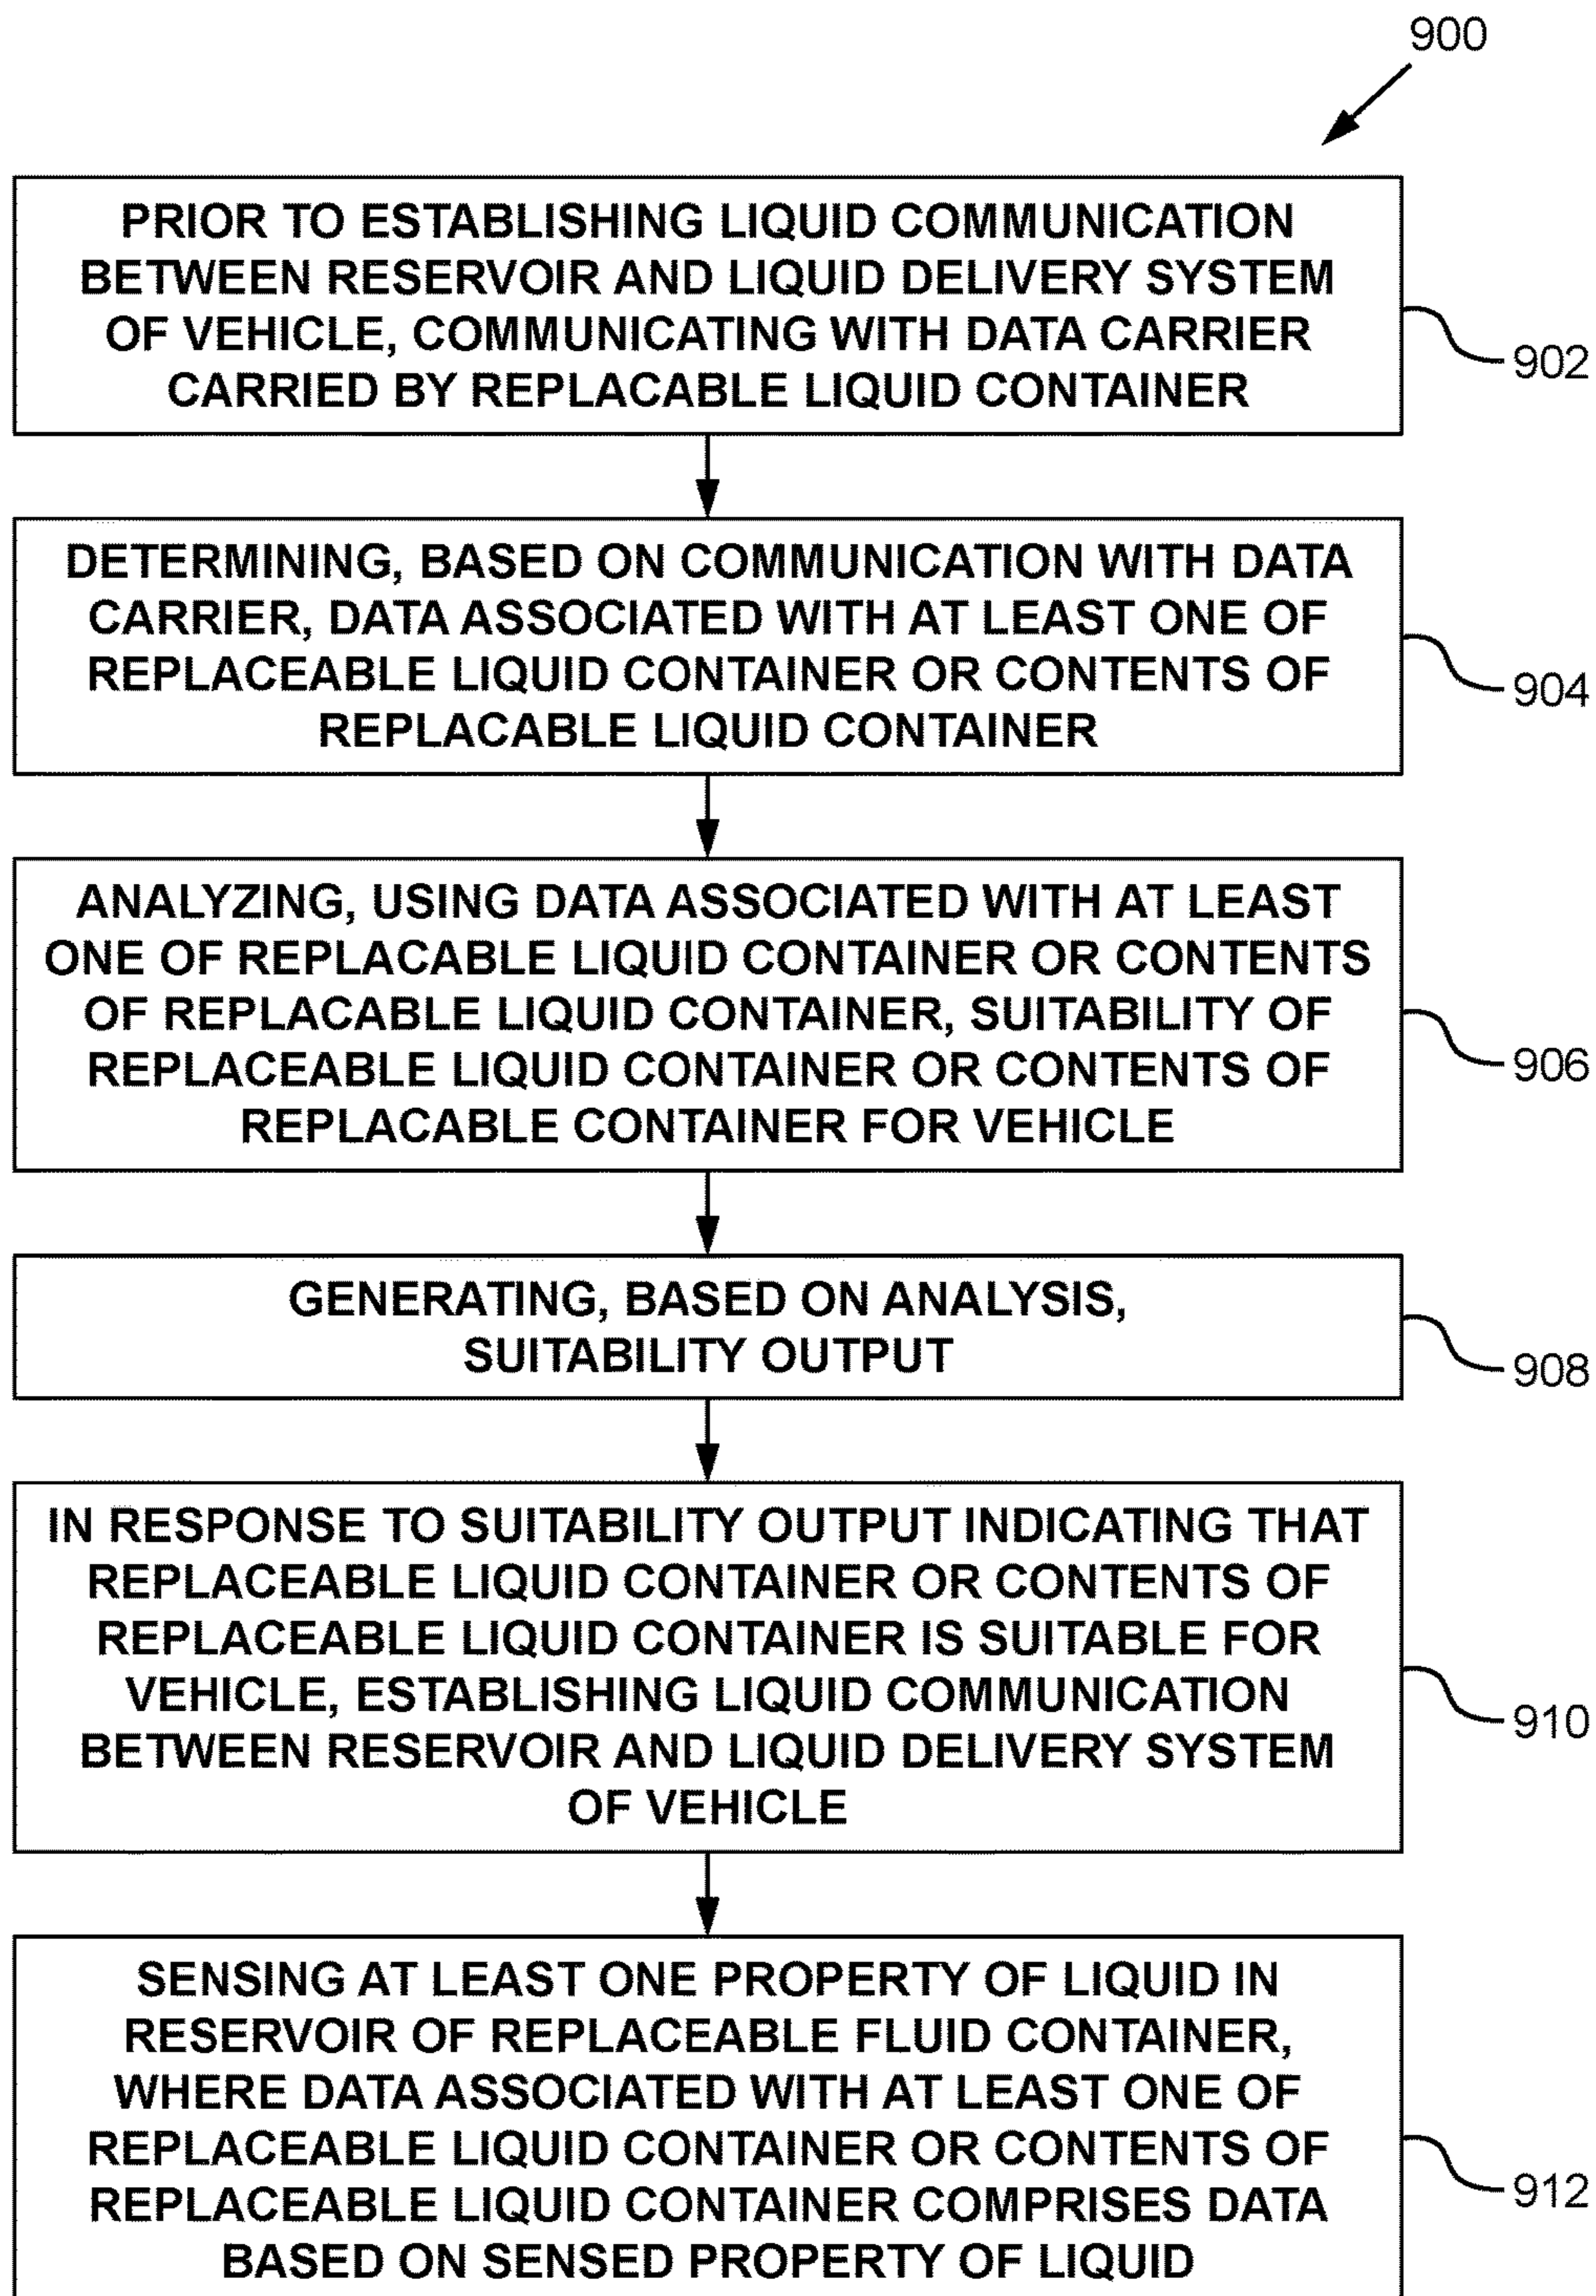 900
PRIOR TO ESTABLISHING LIQUID COMMUNICATION
BETWEEN RESERVOIR AND LIQUID DELIVERY SYSTEM
OF VEHICLE, COMMUNICATING WITH DATA CARRIER
CARRIED BY REPLACABLE LIQUID CONTAINER
902
DETERMINING, BASED ON COMMUNICATION WITH DATA
CARRIER, DATA ASSOCIATED WITH AT LEAST ONE OF
REPLACEABLE LIQUID CONTAINER OR CONTENTS OF
REPLACABLE LIQUID CONTAINER
904
ANALYZING, USING DATA ASSOCIATED WITH AT LEAST
ONE OF REPLACABLE LIQUID CONTAINER OR CONTENTS
OF REPLACABLE LIQUID CONTAINER, SUITABILITY OF
REPLACEABLE LIQUID CONTAINER OR CONTENTS OF
REPLACABLE CONTAINER FOR VEHICLE
906
GENERATING, BASED ON ANALYSIS,
SUITABILITY OUTPUT
908
IN RESPONSE TO SUITABILITY OUTPUT INDICATING THAT
REPLACEABLE LIQUID CONTAINER OR CONTENTS OF
REPLACEABLE LIQUID CONTAINER IS SUITABLE FOR
VEHICLE, ESTABLISHING LIQUID COMMUNICATION
BETWEEN RESERVOIR AND LIQUID DELIVERY SYSTEM
OF VEHICLE
910
SENSING AT LEAST ONE PROPERTY OF LIQUID IN
RESERVOIR OF REPLACEABLE FLUID CONTAINER,
WHERE DATA ASSOCIATED WITH AT LEAST ONE OF
REPLACEABLE LIQUID CONTAINER OR CONTENTS OF
REPLACEABLE LIQUID CONTAINER COMPRISES DATA
BASED ON SENSED PROPERTY OF LIQUID
912